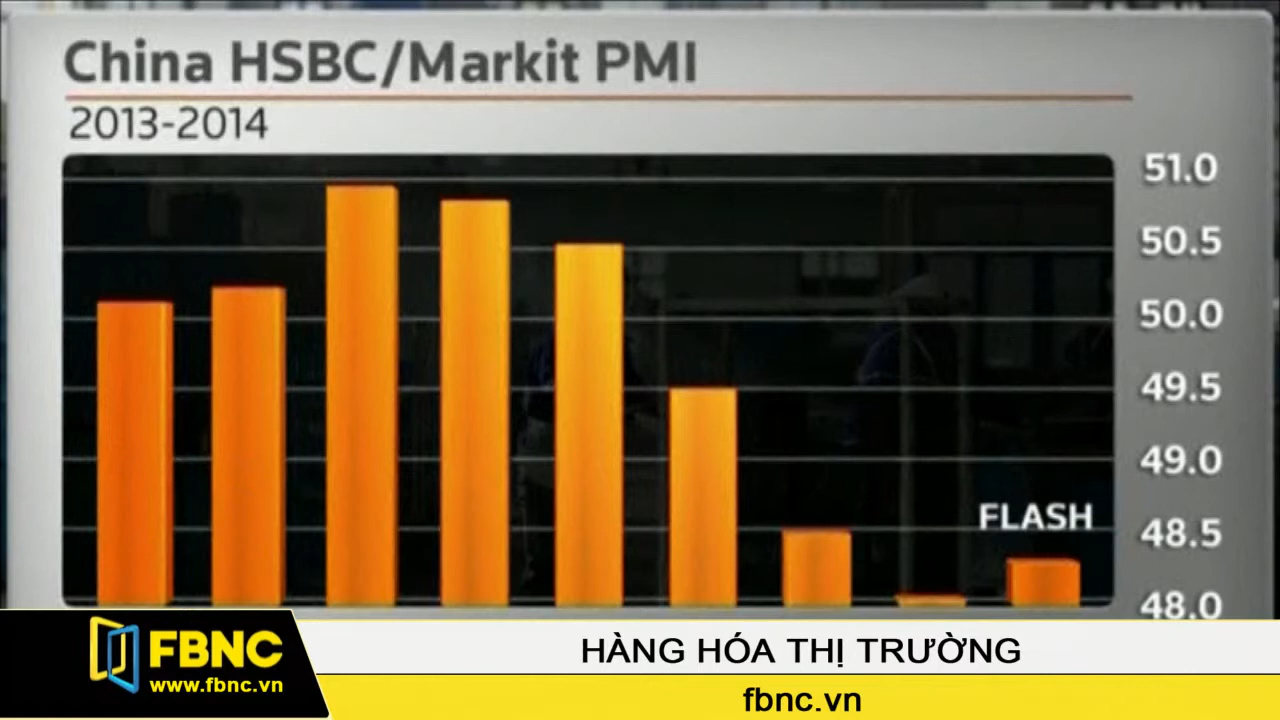 China HSBC/Markit PMI
2013-2014
51.0
50.5
50.0
49.5
49.0
FLASH
48.5
48.0
FBNC
www.fbnc.vn
HÀNG HÓA THỊ TRƯỜNG
fbnc.vn